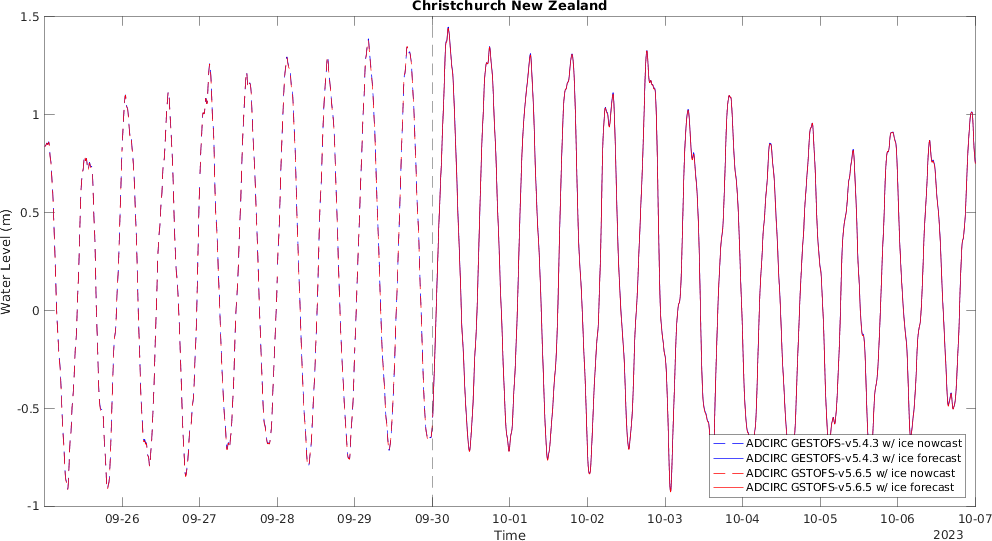 Christchurch New Zealand
1.5
1
0.5
0
-0.5
-1
Water Level (m)
ADCIRC GESTOFS-v5.4.3 w/ ice nowcast
ADCIRC GESTOFS-v5.4.3 w/ ice forecast
ADCIRC GSTOFS-v5.6.5 w/ ice nowcast
ADCIRC GSTOFS-v5.6.5 w/ ice forecast
09-26 09-27 09-28 09-29 09-30 10-01 10-02 10-03 10-04 10-05 10-06 10-07
Time
2023